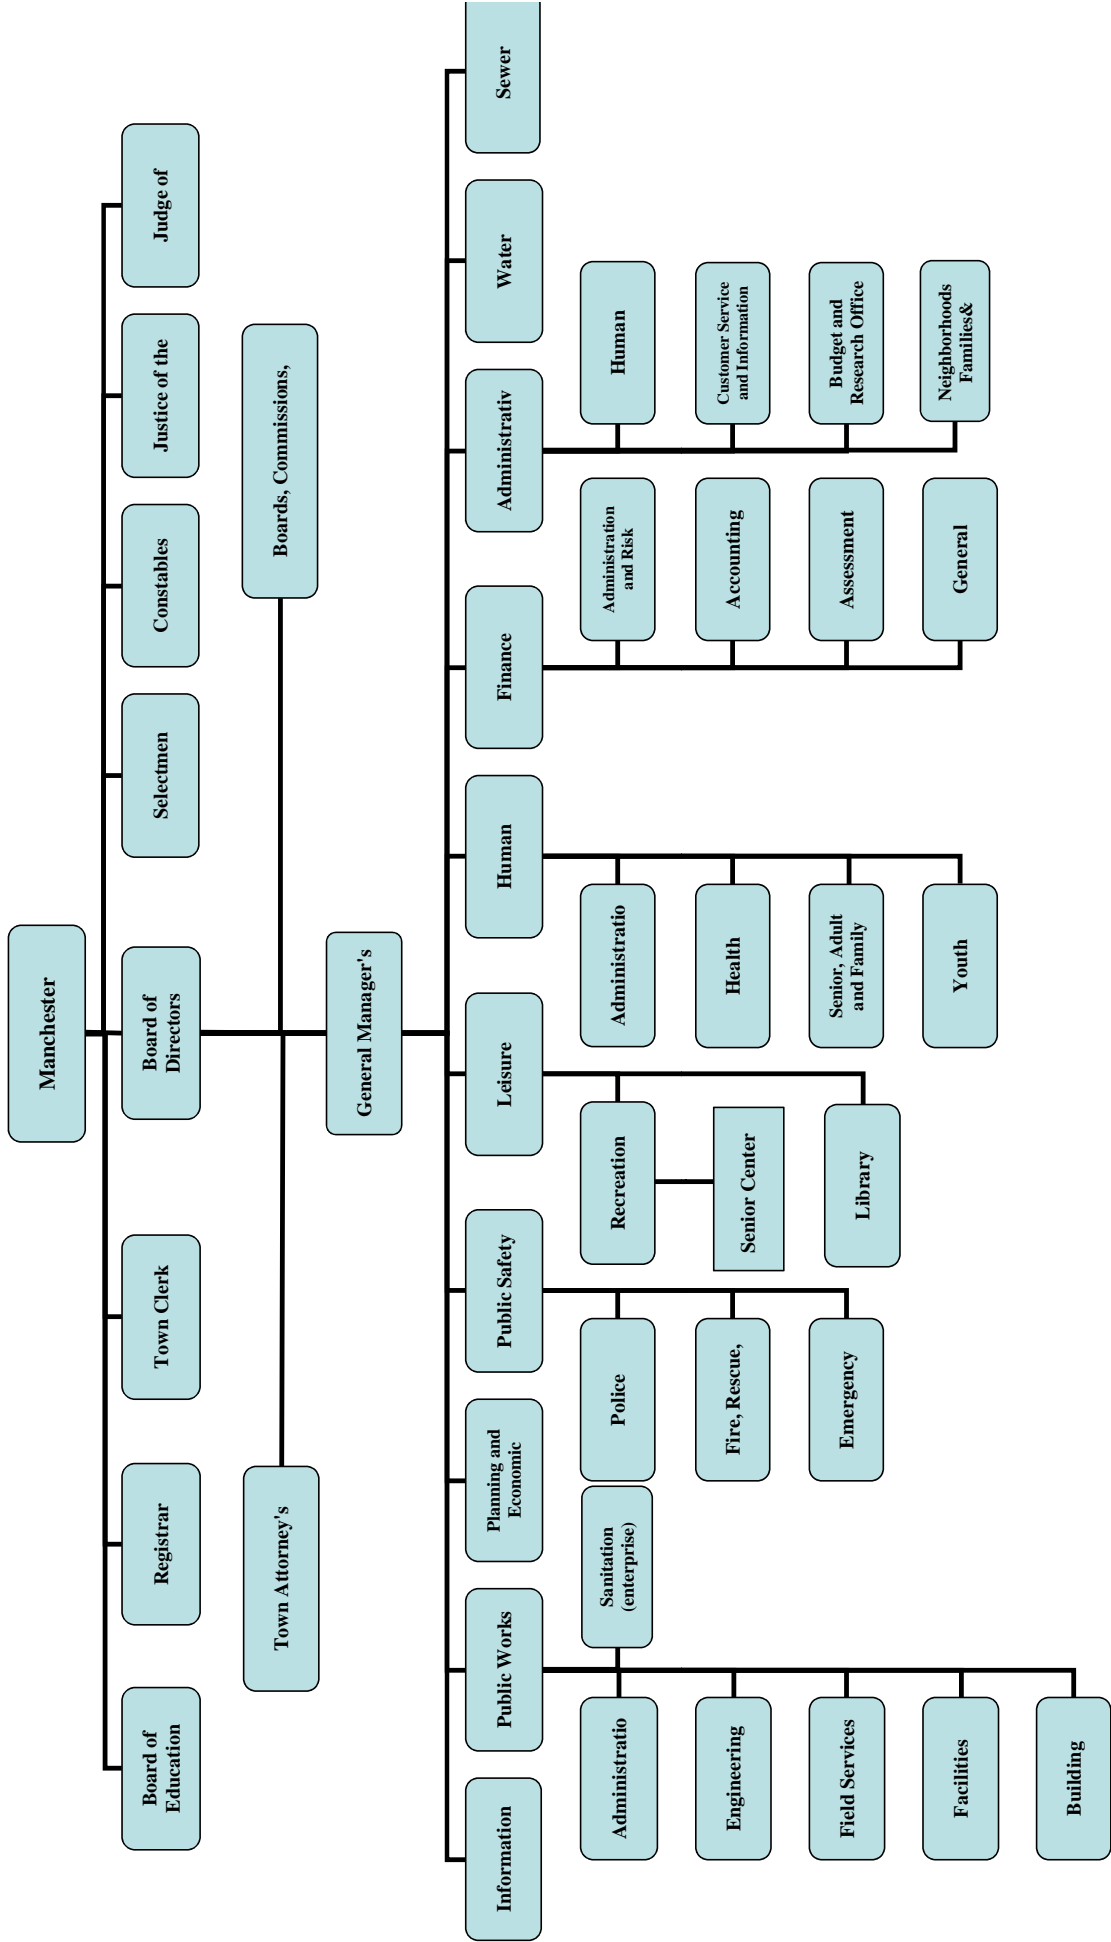 Manchester
Board of
Education
Registrar
Town Clerk
Board of
Directors
Selectmen
Constables
Justice of the
Judge of
Town Attorney's
Boards, Commissions,
General Manager's
Information
Public Works
Planning and
Economic
Public Safety
Leisure
Human
Finance
Administrativ
Water
Sewer
Administratio
Sanitation
(enterprise)
Engineering
Field Services
Facilities
Building
Police
Fire, Rescue,
Emergency
Recreation
Senior Center
Library
Administratio
Health
Senior, Adult
and Family
Youth
Administration
and Risk
Accounting
Assessment
General
Human
Customer Service
and Information
Budget and
Research Office
Neighborhoods
Families&